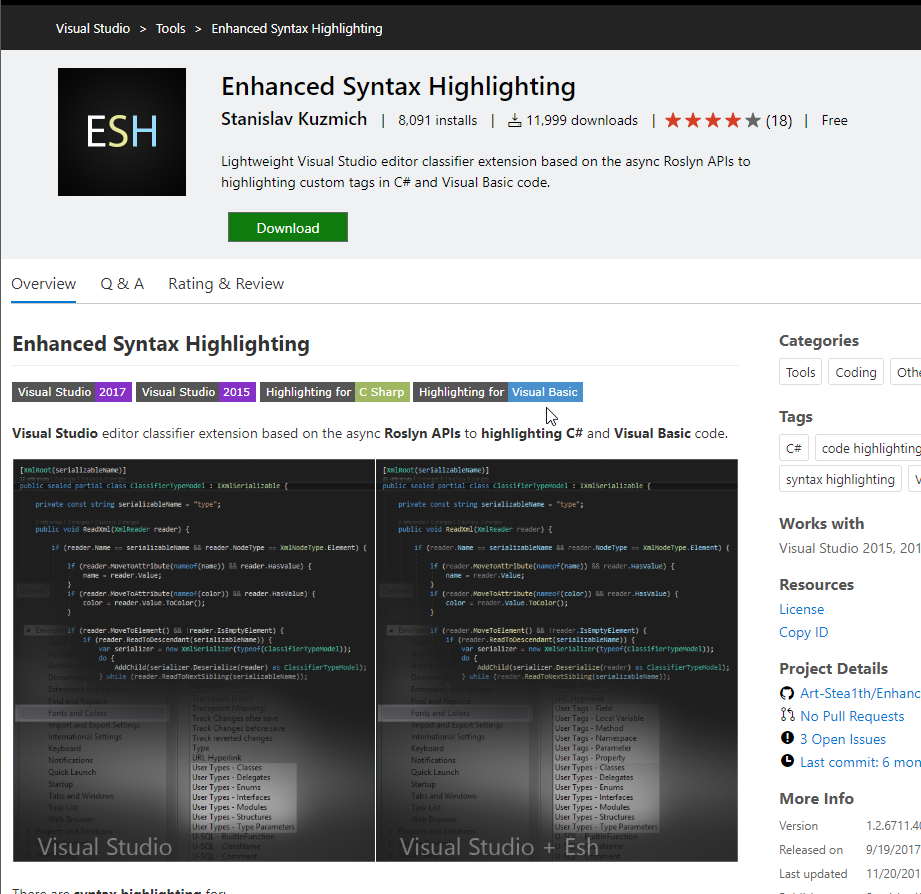 Visual Studio > Tools > Enhanced Syntax Highlighting
ESH
Enhanced Syntax Highlighting
Stanislav Kuzmich | 8,091 installs | 11,999 downloads | (18) | Free
Lightweight Visual Studio editor classifier extension based on the async Roslyn APIs to
highlighting custom tags in C# and Visual Basic code.
Download
Overview Q & A Rating & Review
Enhanced Syntax Highlighting
Visual Studio 2017 Visual Studio 2015 Highlighting for C Sharp Highlighting for Visual Basic
Visual Studio editor classifier extension based on the async Roslyn APIs to highlighting C# and Visual Basic code.
[XmlRoot(serializableName)]
public sealed partial class ClassifierTypeModel : IXmlSerializable {
private const string serializableName = "type";
public void ReadXml(XmlReader reader) {
if (reader.Name == serializableName && reader.NodeType == XmlNodeType.Element) {
if (reader.MoveToAttribute(nameof(name)) && reader.HasValue) {
name = reader.Value;
}
if (reader.MoveToAttribute(nameof(color)) && reader.HasValue) {
color = reader.Value.ToColor();
}
if (reader.MoveToElement() && !reader.IsEmptyElement) {
if (reader.ReadToDescendant(serializableName)) {
var serializer = new XmlSerializer(typeof(ClassifierTypeModel));
do {
AddChild(serializer.Deserialize(reader) as ClassifierTypeModel);
} while (reader.ReadToNextSibling(serializableName));
Find and Replace
Fonts and Colors
Import and Export Settings
International Settings
Keyboard
Notifications
Quick Launch
Startup
Tabs and Windows
Task List
Web Browser
Projects and Solutions
Tracepoint (Warning)
Track Changes after save
Track Changes before save
Track reverted changes
Type
URL Hyperlink
User Types - Classes
User Types - Delegates
User Types - Enums
User Types - Interfaces
User Types - Modules
User Types - Structures
User Types - Type Parameters
U-SQL - BuiltInFunction
U-SQL - ClassName
U-SQL - Comment
Visual Studio
[XmlRoot(serializableName)]
public sealed partial class ClassifierTypeModel : IXmlSerializable {
private const string serializableName = "type";
public void ReadXml(XmlReader reader) {
if (reader.Name == serializableName && reader.NodeType == XmlNodeType.Element) {
if (reader.MoveToAttribute(nameof(name)) && reader.HasValue) {
name = reader.Value;
}
if (reader.MoveToAttribute(nameof(color)) && reader.HasValue) {
color = reader.Value.ToColor();
}
if (reader.MoveToElement() && !reader.IsEmptyElement) {
if (reader.ReadToDescendant(serializableName)) {
var serializer = new XmlSerializer(typeof(ClassifierTypeModel));
do {
AddChild(serializer.Deserialize(reader) as ClassifierTypeModel);
} while (reader.ReadToNextSibling(serializableName));
Find and Replace
Fonts and Colors
Import and Export Settings
International Settings
Keyboard
Notifications
Quick Launch
Startup
Tabs and Windows
Task List
Web Browser
Projects and Solutions
URL Hyperlink
User Tags - Field
User Tags - Local Variable
User Tags - Method
User Tags - Namespace
User Tags - Parameter
User Tags - Property
User Types - Classes
User Types - Delegates
User Types - Enums
User Types - Interfaces
User Types - Modules
User Types - Structures
User Types - Type Parameters
U-SQL - BuiltInFunction
U-SQL - ClassName
U-SQL - Comment
Visual Studio + Esh
There are syntax highlighting for:
Categories
Tools Coding Othe
Tags
C# code highlighting
syntax highlighting V
Works with
Visual Studio 2015, 201
Resources
License
Copy ID
Project Details
Art-Stea1th/Enhanc
No Pull Requests
3 Open Issues
Last commit: 6 mon
More Info
Version 1.2.6711.40
Released on 9/19/2017
Last updated 11/20/201